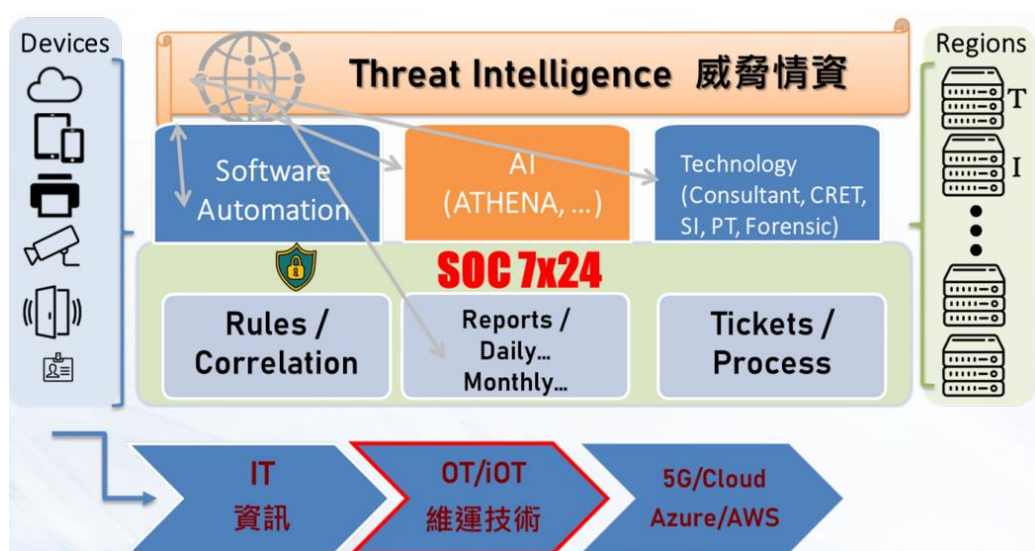 Devices
Threat Intelligence 威脅情資
Regions
T
I
Software
Automation
AI
(ATHENA, ...)
Technology
(Consultant, CRET,
SI, PT, Forensic)
SOC 7x24
Rules /
Correlation
Reports /
Daily...
Monthly...
Tickets /
Process
IT
資訊
OT/iOT
維運技術
5G/Cloud
Azure/AWS